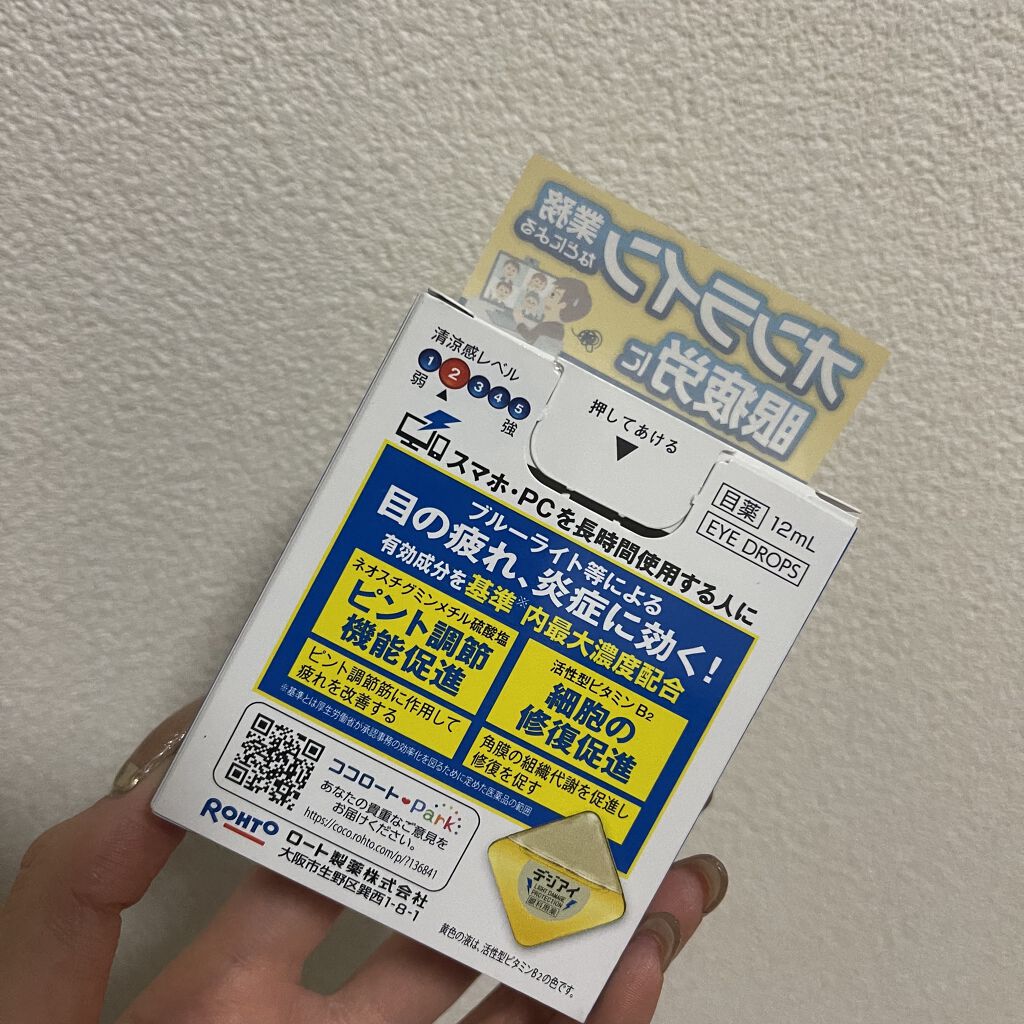 オンライン
業務
などによる
眼疲労に
清涼感レベル
1 2 3 4 5
弱 強
押してあける
目薬 12mL
EYE DROPS
スマホ・PCを長時間使用する人に
ブルーライト等による
目の疲れ、炎症に効く!
有効成分を基準※内最大濃度配合
ネオスチグミンメチル硫酸塩
ピント調節
機能促進
ピント調節筋に作用して
疲れを改善する
活性型ビタミンB2
細胞の
修復促進
角膜の組織代謝を促進し
修復を促す
※基準とは厚生労働省が承認事務の効率化を図るために定めた医薬品の範囲
ココロート Park
あなたの貴重なご意見を
お届けください。
https://coco.rohto.com/p/?136841
ROHTO ロート製薬株式会社
大阪市生野区巽西1-8-1
デジアイ
LIGHT DAMAGE
PROTECTION
眼科用薬
黄色の液は、活性型ビタミンB2の色です。